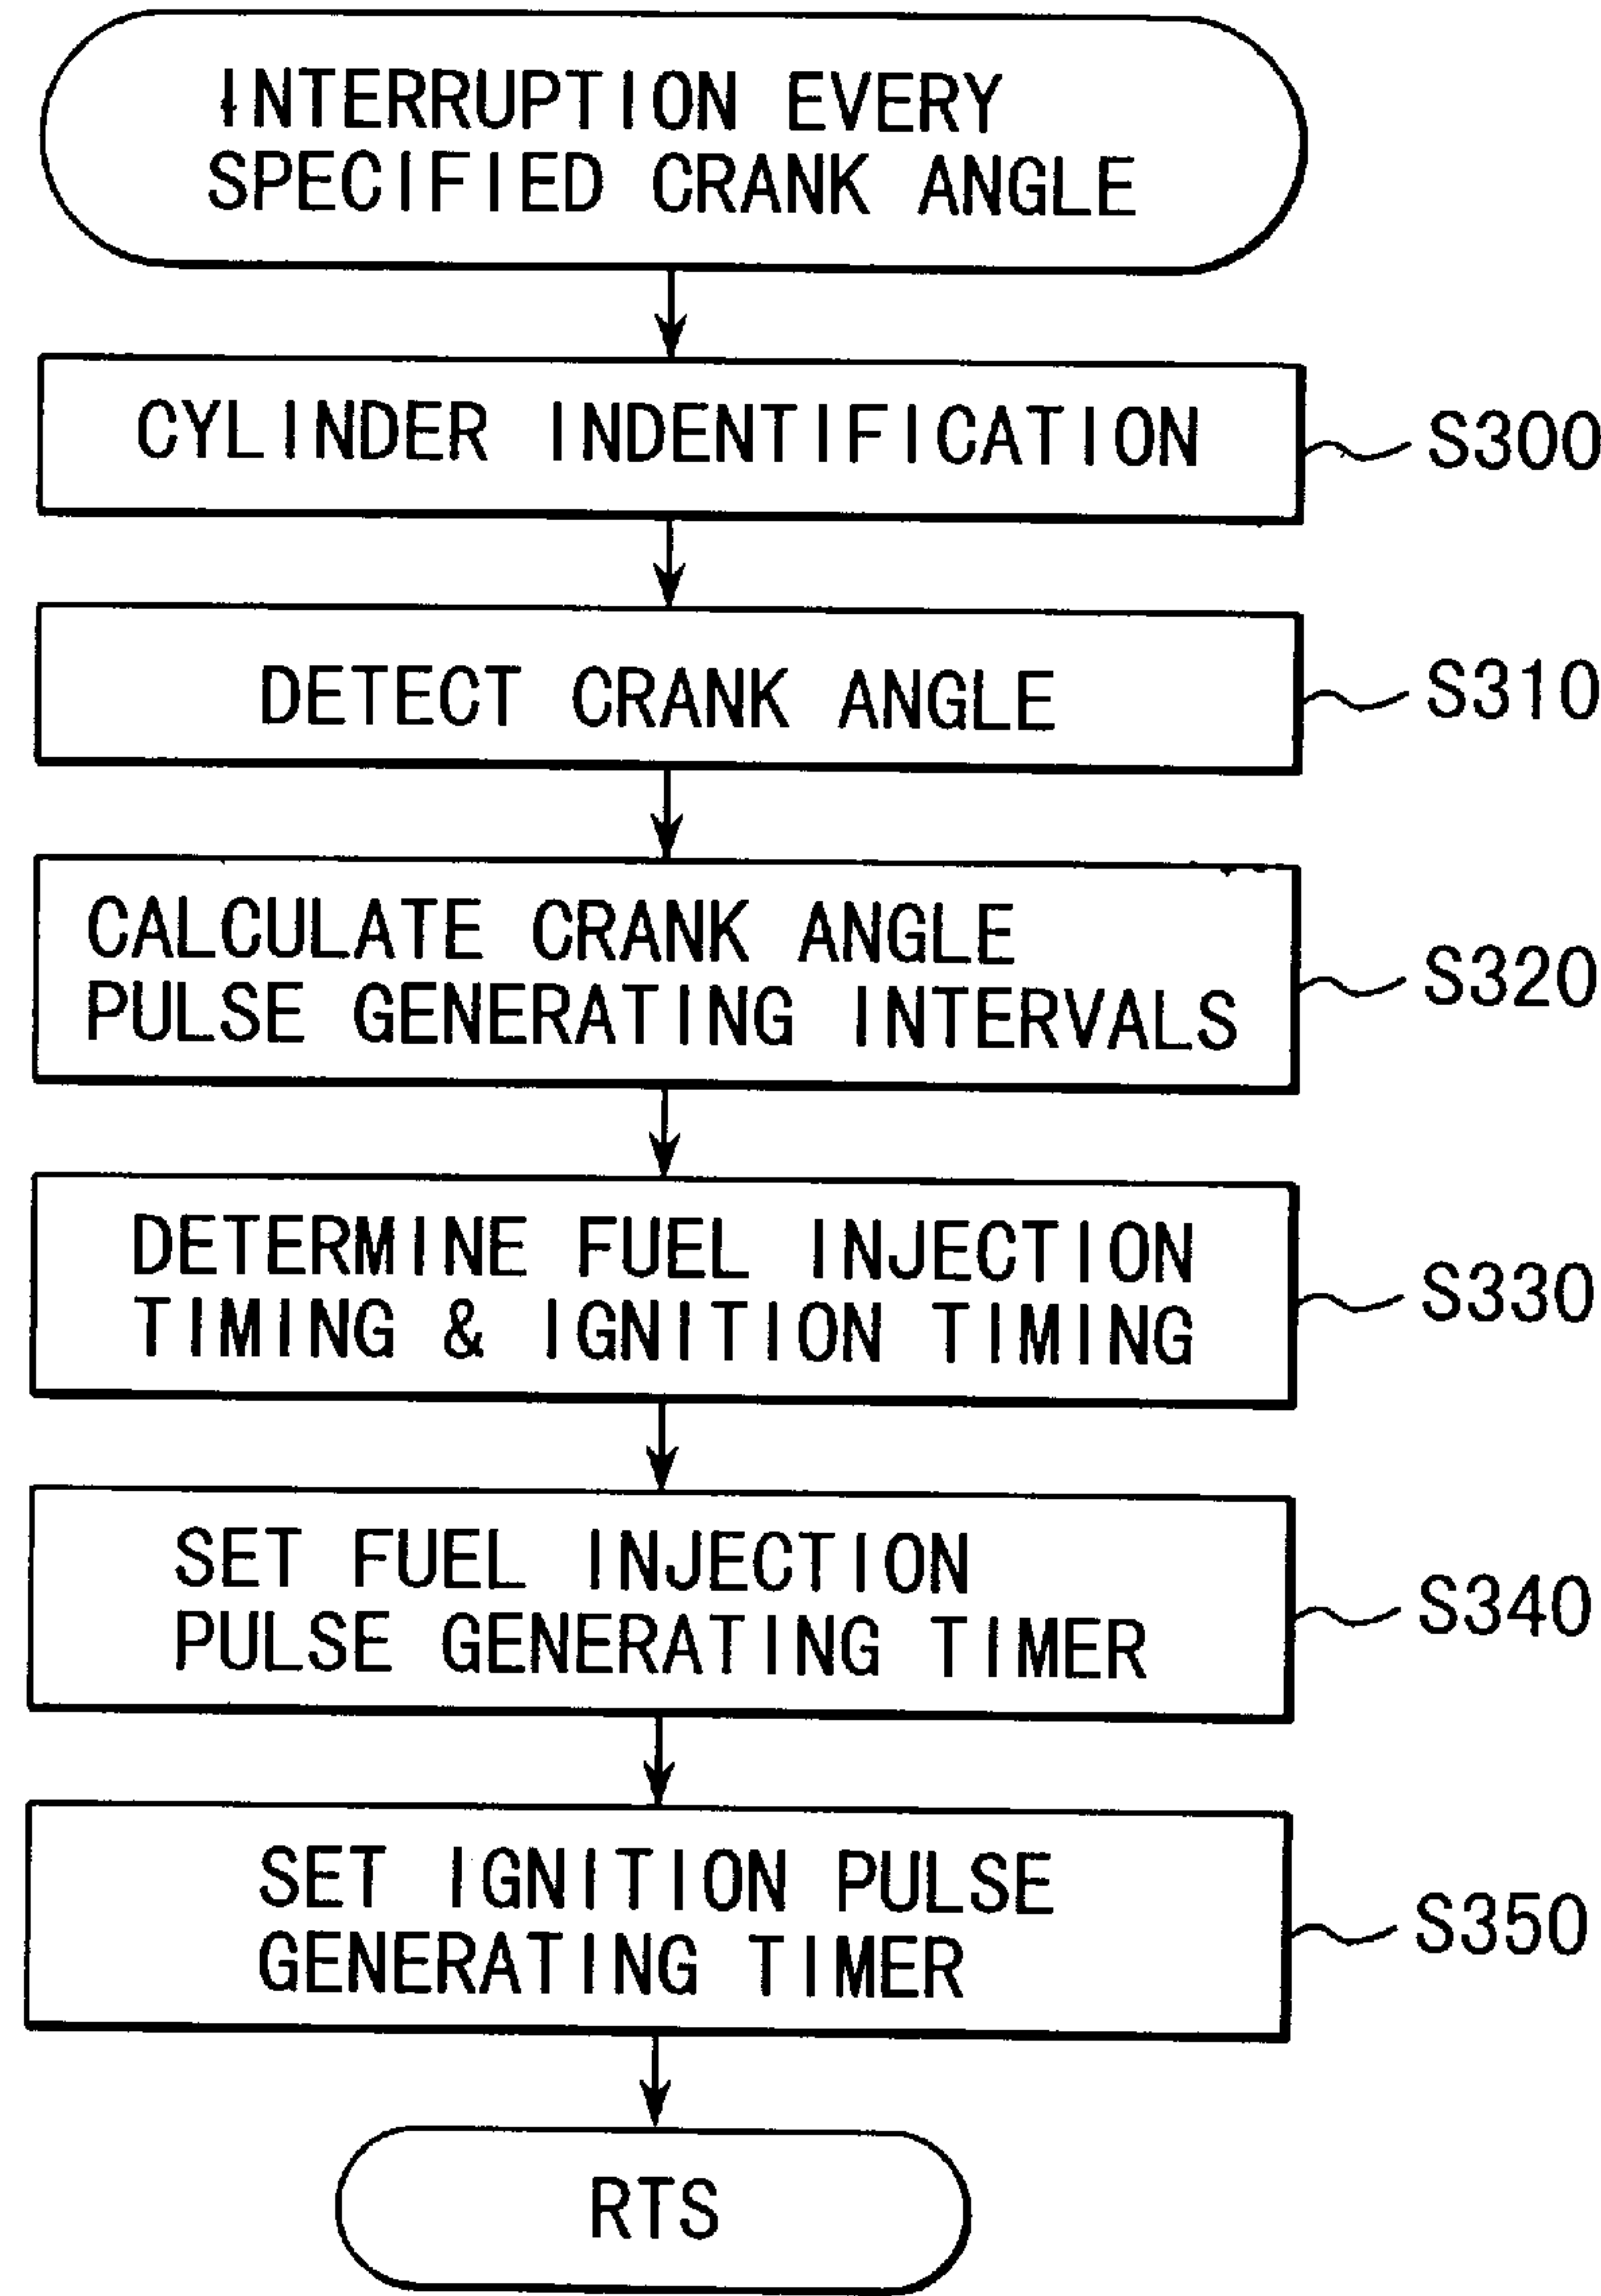 INTERRUPTION EVERY
SPECIFIED CRANK ANGLE
CYLINDER INDENTIFICATION
S300
DETECT CRANK ANGLE
S310
CALCULATE CRANK ANGLE
PULSE GENERATING INTERVALS
S320
DETERMINE FUEL INJECTION
TIMING & IGNITION TIMING
S330
SET FUEL INJECTION
PULSE GENERATING TIMER
S340
SET IGNITION PULSE
GENERATING TIMER
S350
RTS